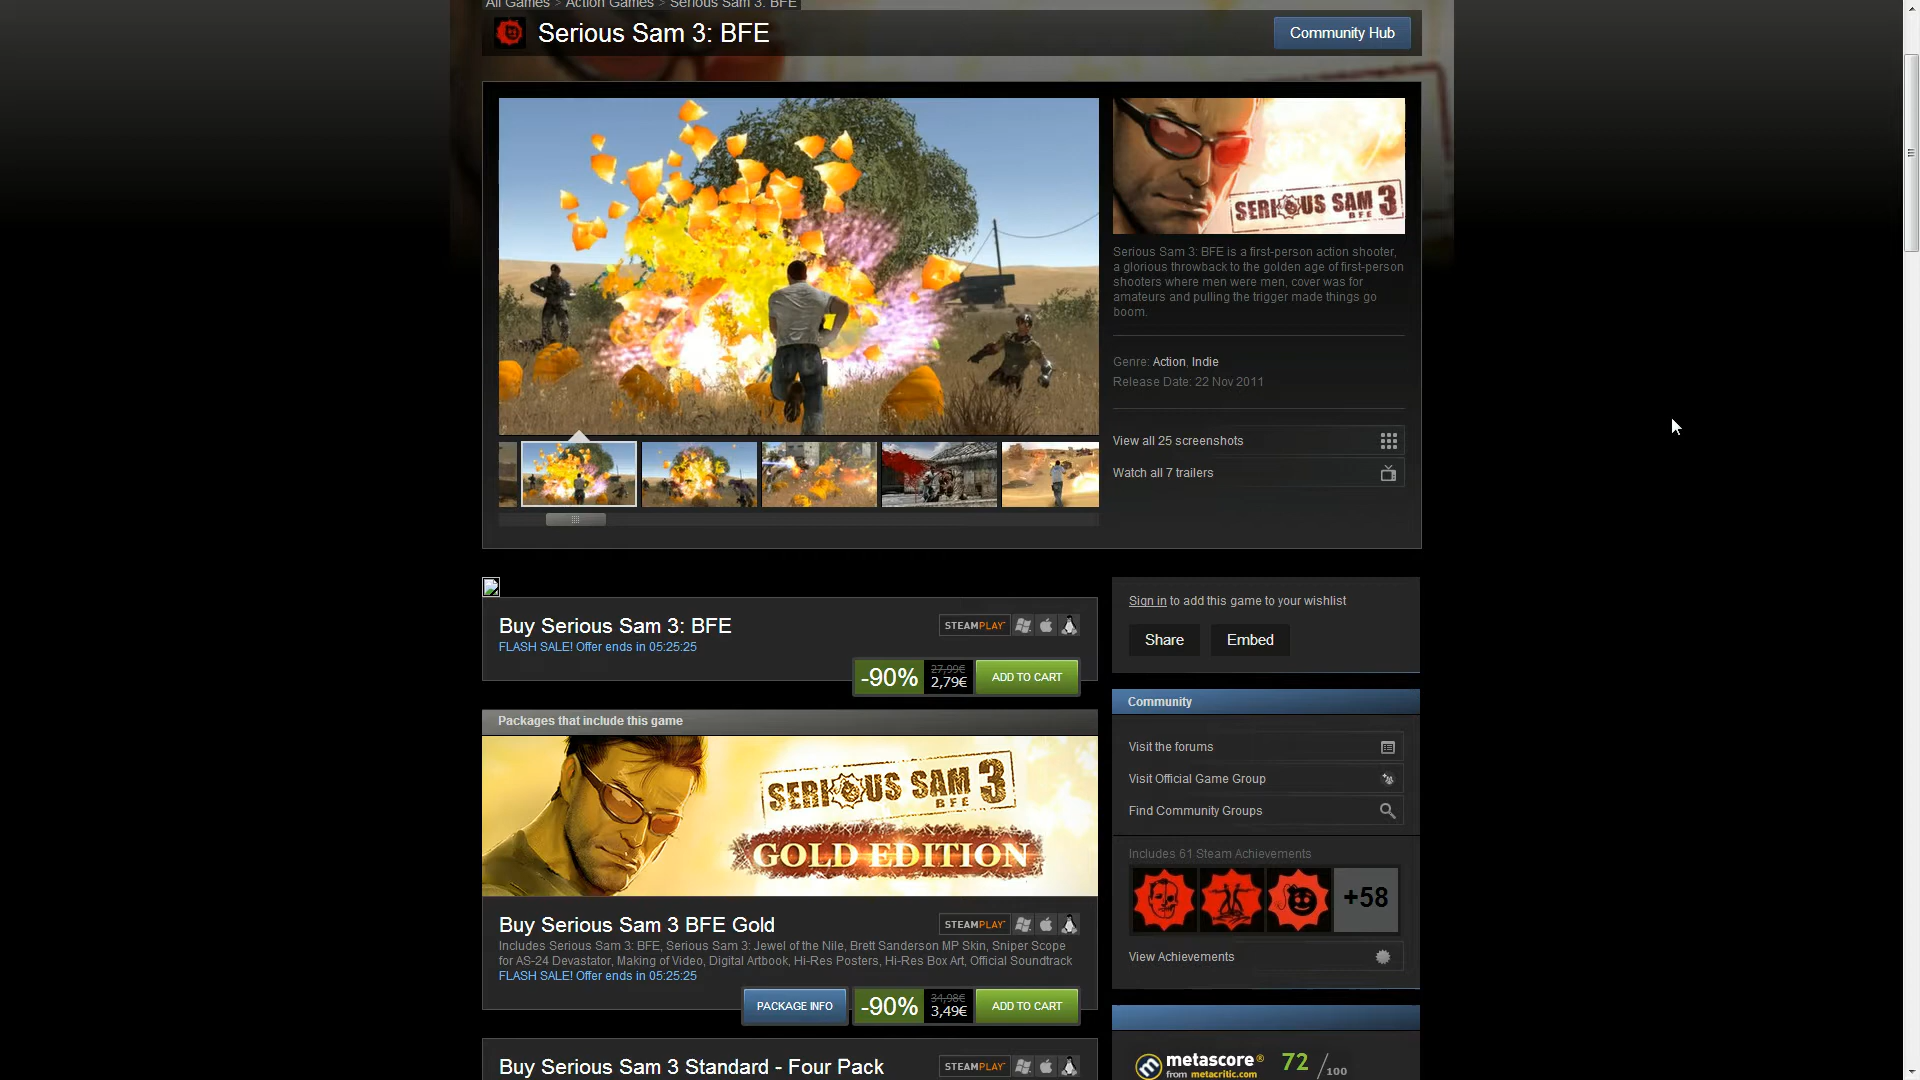 All Games > Action Games > Serious Sam 3: BFE
Serious Sam 3: BFE
Community Hub
SERIOUS SAM 3
BFE
Serious Sam 3: BFE is a first-person action shooter,
a glorious throwback to the golden age of first-person
shooters where men were men, cover was for
amateurs and pulling the trigger made things go
boom.
Genre: Action, Indie
Release Date: 22 Nov 2011
View all 25 screenshots
Watch all 7 trailers
Buy Serious Sam 3: BFE
STEAMPLAY
FLASH SALE! Offer ends in 05:25:25
-90%
27,99€
2,79€
ADD TO CART
Packages that include this game
SERIOUS SAM 3
BFE
GOLD EDITION
Buy Serious Sam 3 BFE Gold
STEAMPLAY
Includes Serious Sam 3: BFE, Serious Sam 3: Jewel of the Nile, Brett Sanderson MP Skin, Sniper Scope
for AS-24 Devastator, Making of Video, Digital Artbook, Hi-Res Posters, Hi-Res Box Art, Official Soundtrack
FLASH SALE! Offer ends in 05:25:25
PACKAGE INFO
-90%
34,98€
3,49€
ADD TO CART
Buy Serious Sam 3 Standard - Four Pack
STEAMPLAY
Sign in to add this game to your wishlist
Share
Embed
Community
Visit the forums
Visit Official Game Group
Find Community Groups
Includes 61 Steam Achievements
+58
View Achievements
metascore®
from metacritic.com
72 /100